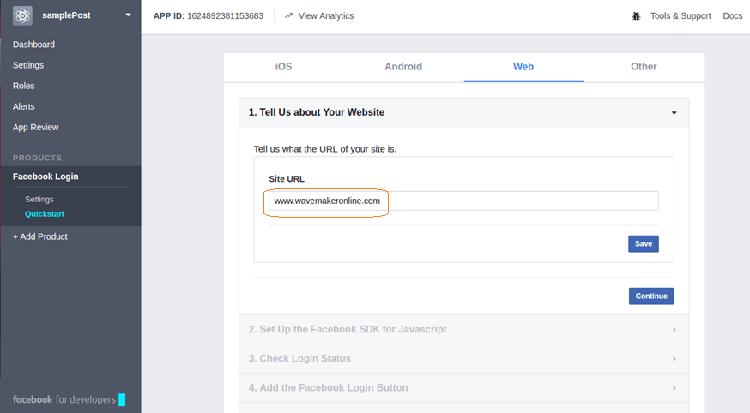 samplePost
APP ID: 1624892381153683
View Analytics
Tools & Support
Docs
Dashboard
Settings
Roles
Alerts
App Review
PRODUCTS
Facebook Login
Settings
Quickstart
+ Add Product
facebook for developers
iOS
Android
Web
Other
1. Tell Us about Your Website
Tell us what the URL of your site is.
Site URL
www.wavemakeronline.com
Save
Continue
2. Set Up the Facebook SDK for Javascript
3. Check Login Status
4. Add the Facebook Login Button